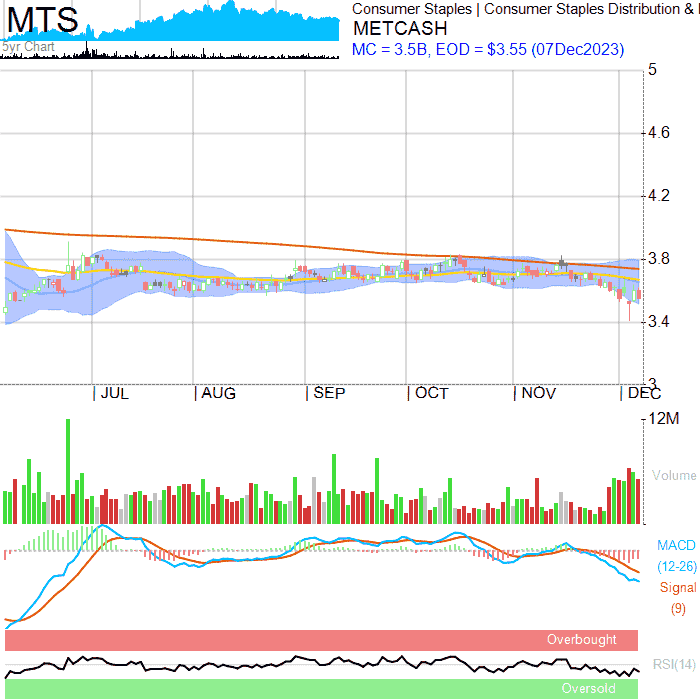 MTS
5yr Chart
Consumer Staples | Consumer Staples Distribution &
METCASH
MC = 3.5B, EOD = $3.55 (07Dec2023)
5
4.6
4.2
3.8
3.4
3
JUL
AUG
SEP
OCT
NOV
DEC
12M
Volume
MACD
(12-26)
Signal
(9)
Overbought
RSI(14)
Oversold